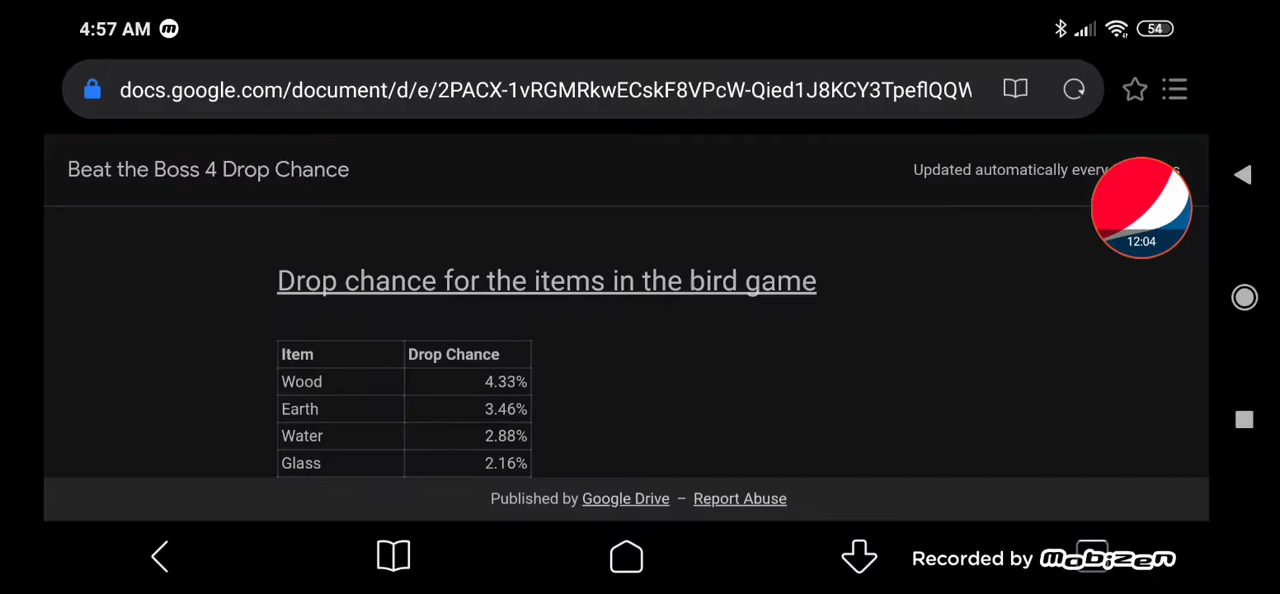 4:57 AM
54
docs.google.com/document/d/e/2PACX-1vRGMRkwECskF8VPcW-Qied1J8KCY3TpeflQQW
Beat the Boss 4 Drop Chance
Updated automatically every
12:04
Drop chance for the items in the bird game
Item Drop Chance
Wood 4.33%
Earth 3.46%
Water 2.88%
Glass 2.16%
Published by Google Drive – Report Abuse
Recorded by mobizen